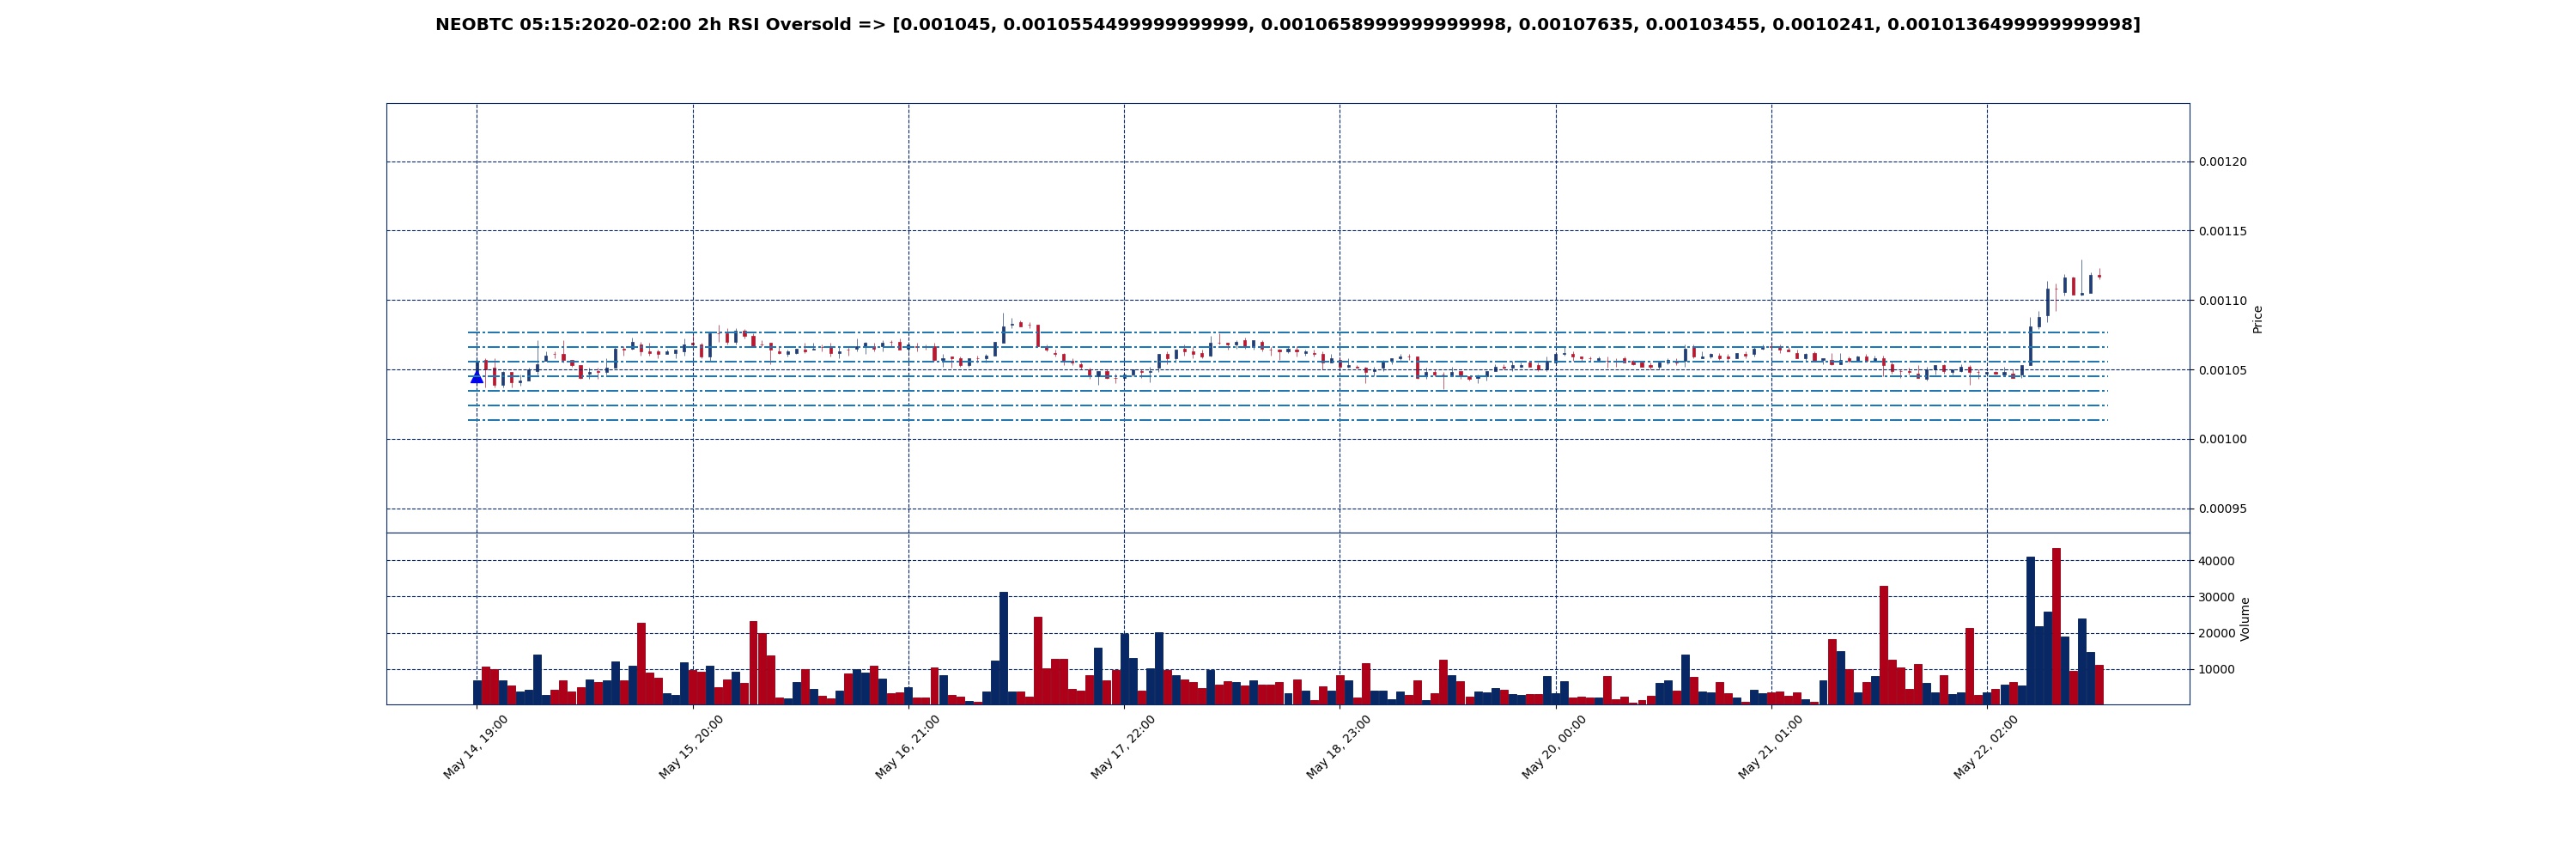 NEOBTC 05:15:2020-02:00 2h RSI Oversold => [0.001045, 0.0010554499999999999, 0.0010658999999999998, 0.00107635, 0.00103455, 0.0010241, 0.0010136499999999998]
0.00120
0.00115
0.00110
Price
0.00105
0.00100
0.00095
40000
30000
Volume
20000
10000
May 14, 19:00
May 15, 20:00
May 16, 21:00
May 17, 22:00
May 18, 23:00
May 20, 00:00
May 21, 01:00
May 22, 02:00